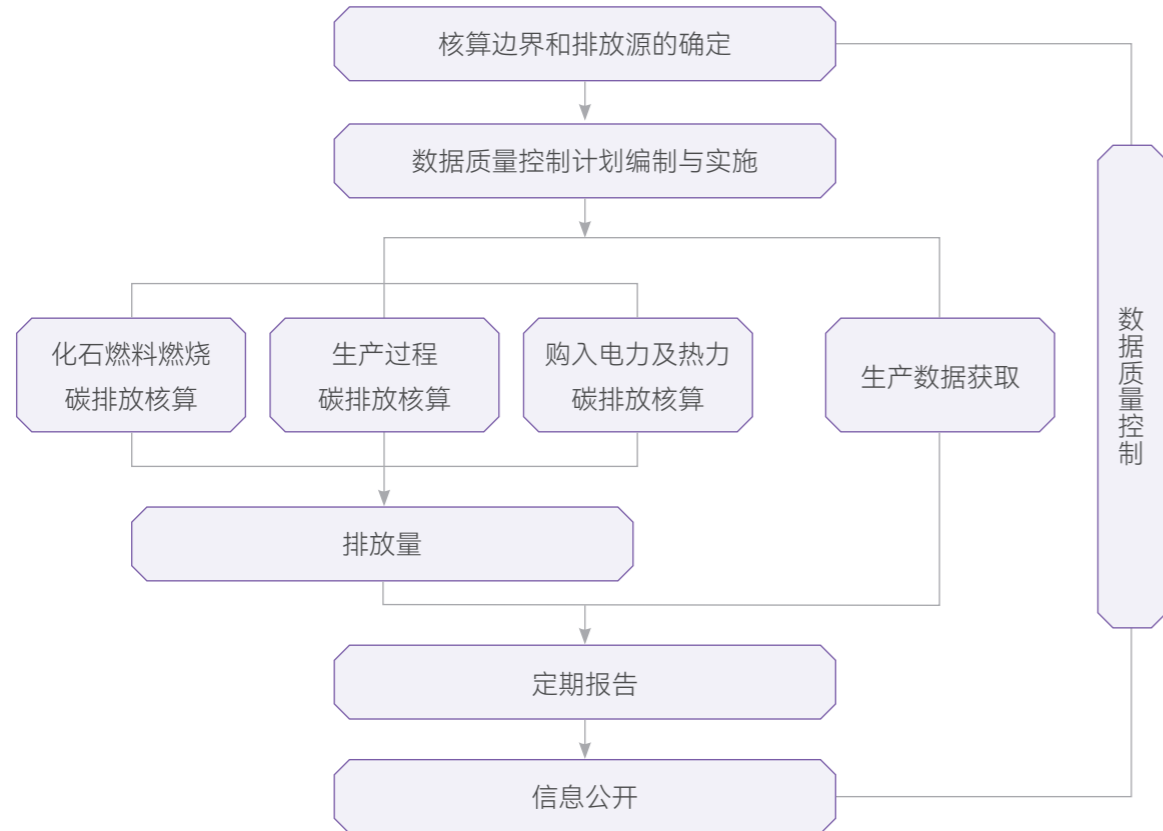 核算边界和排放源的确定
数据质量控制计划编制与实施
化石燃料燃烧
碳排放核算
生产过程
碳排放核算
购入电力及热力
碳排放核算
生产数据获取
数据质量控制
排放量
定期报告
信息公开